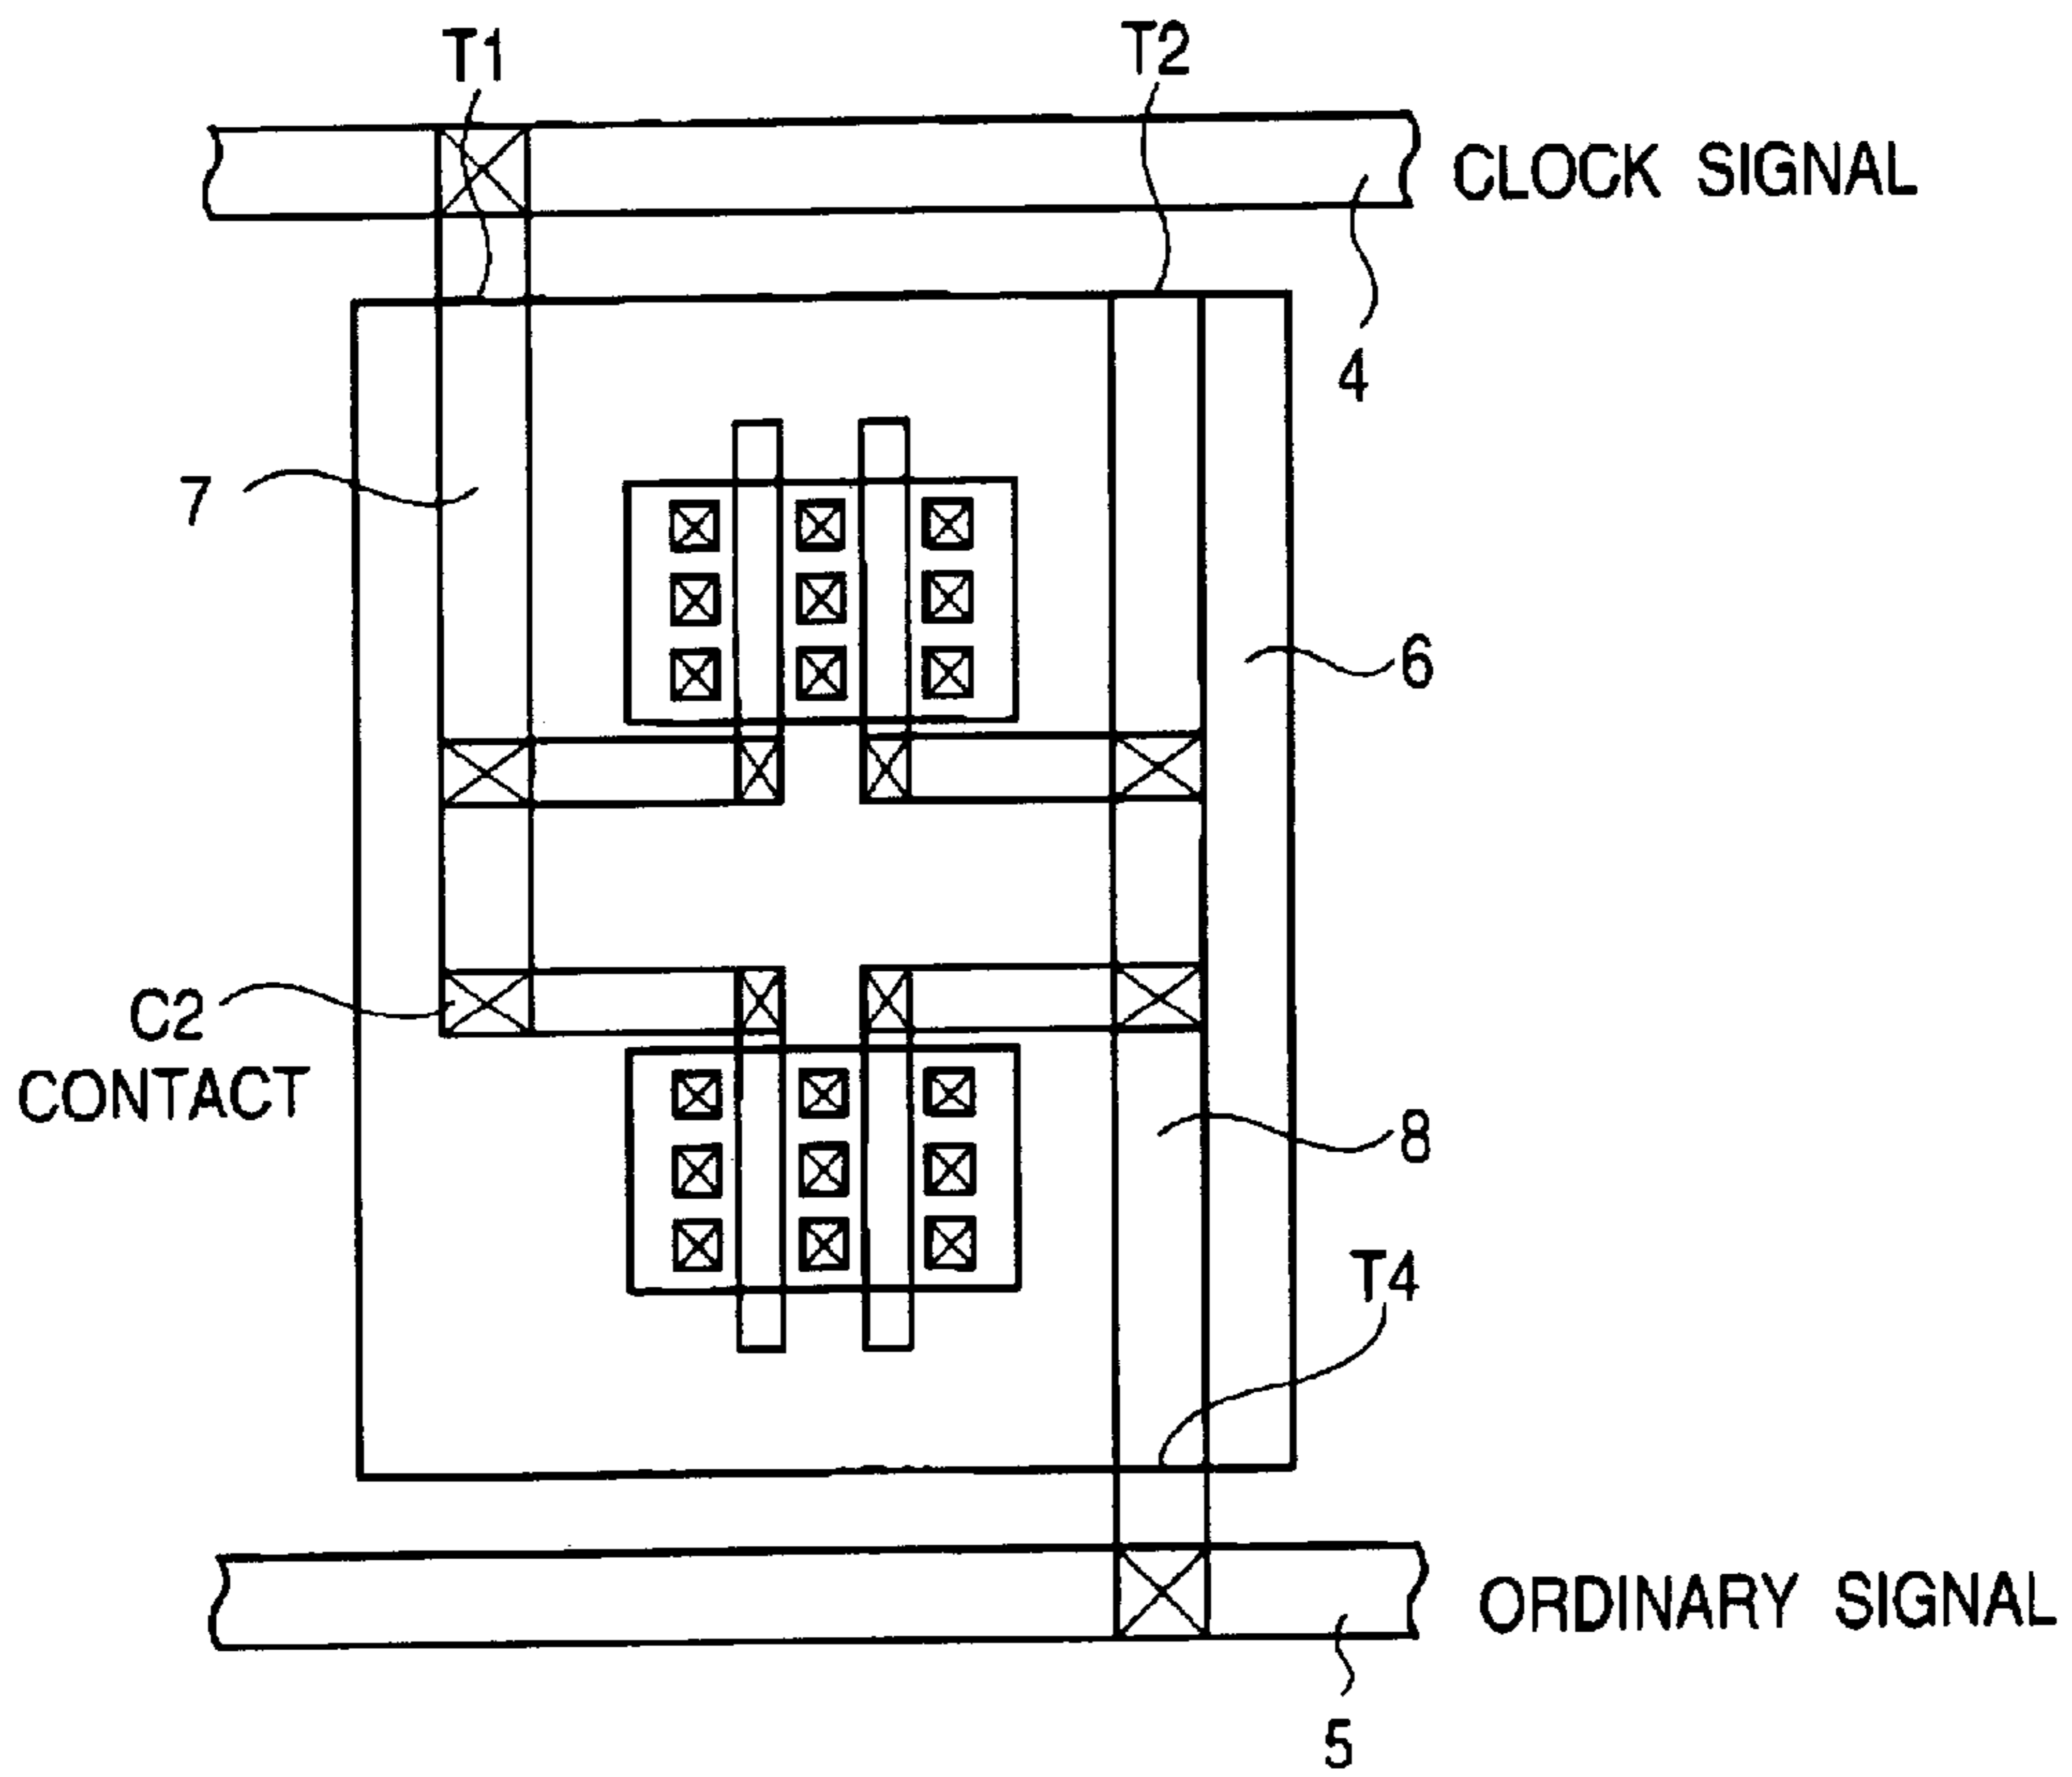 T1
T2
CLOCK SIGNAL
4
7
6
C2
CONTACT
8
T4
ORDINARY SIGNAL
5